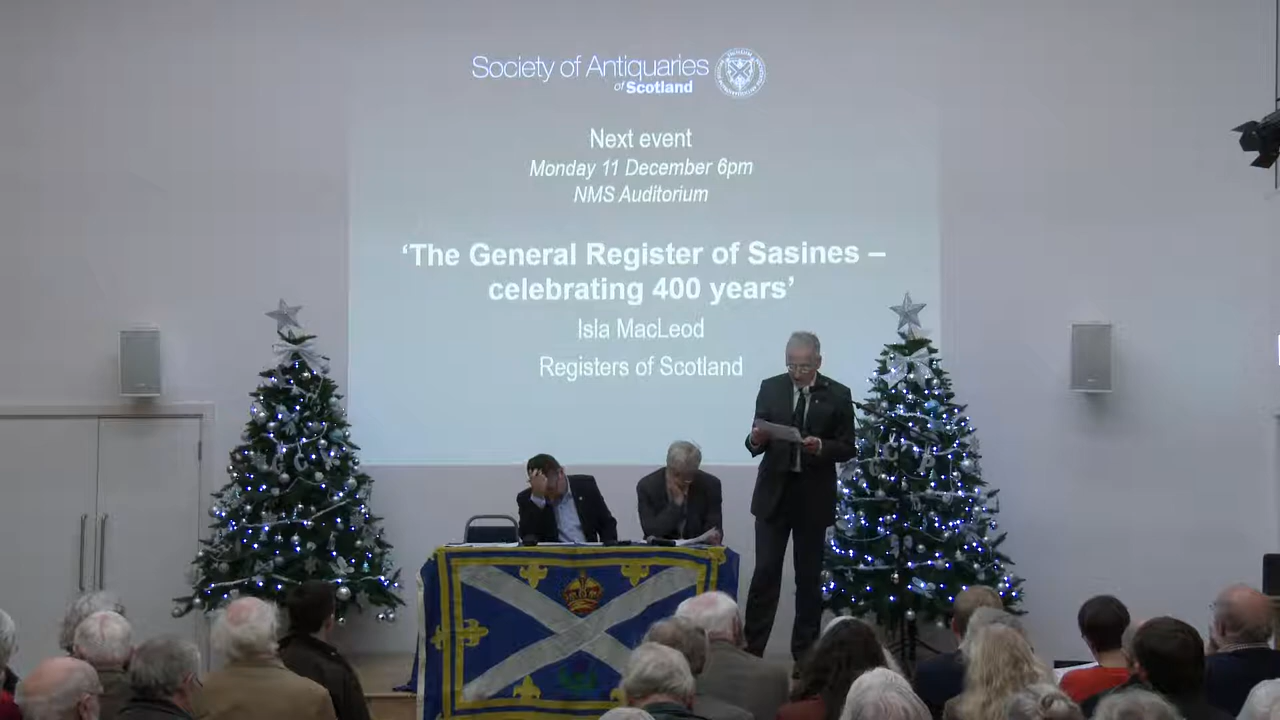 Society of Antiquaries
of Scotland
Next event
Monday 11 December 6pm
NMS Auditorium
‘The General Register of Sasines –
celebrating 400 years’
Isla MacLeod
Registers of Scotland